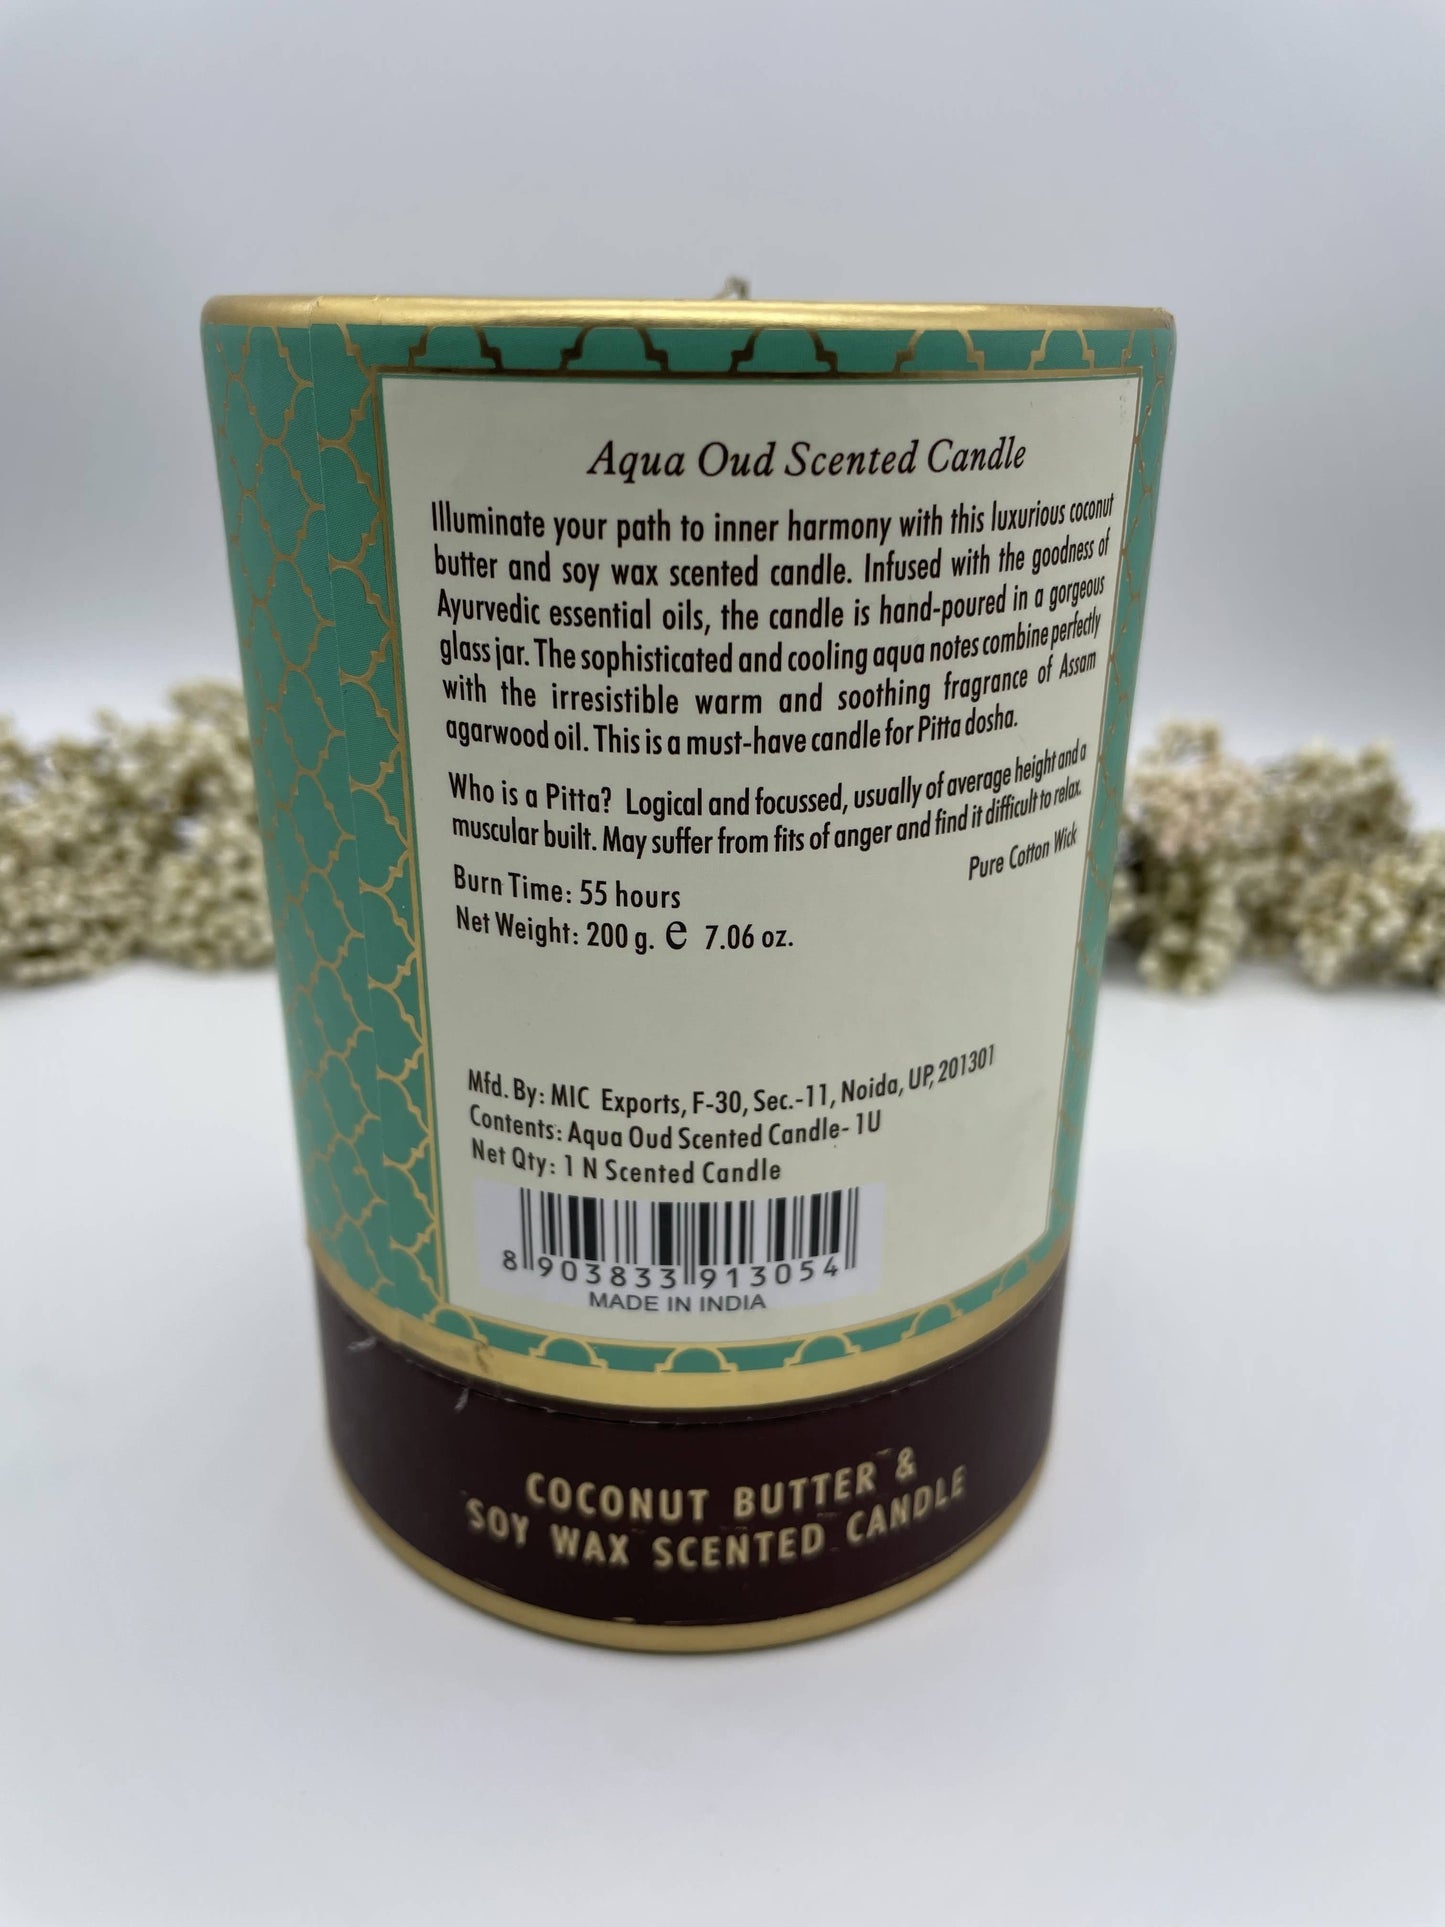 Aqua Oud Scented Candle
Illuminate your path to inner harmony with this luxurious coconut
butter and soy wax scented candle. Infused with the goodness of
Ayurvedic essential oils, the candle is hand-poured in a gorgeous
glass jar. The sophisticated and cooling aqua notes combine perfectly
with the irresistible warm and soothing fragrance of Assam
agarwood oil. This is a must-have candle for Pitta dosha.
Who is a Pitta? Logical and focussed, usually of average height and a
muscular built. May suffer from fits of anger and find it difficult to relax.
Pure Cotton Wick
Burn Time: 55 hours
Net Weight: 200 g. e 7.06 oz.
Mfd. By: MIC Exports, F-30, Sec.-11, Noida, UP, 201301
Contents: Aqua Oud Scented Candle- 1U
Net Qty: 1 N Scented Candle
8 903833 913054
MADE IN INDIA
COCONUT BUTTER &
SOY WAX SCENTED CANDLE